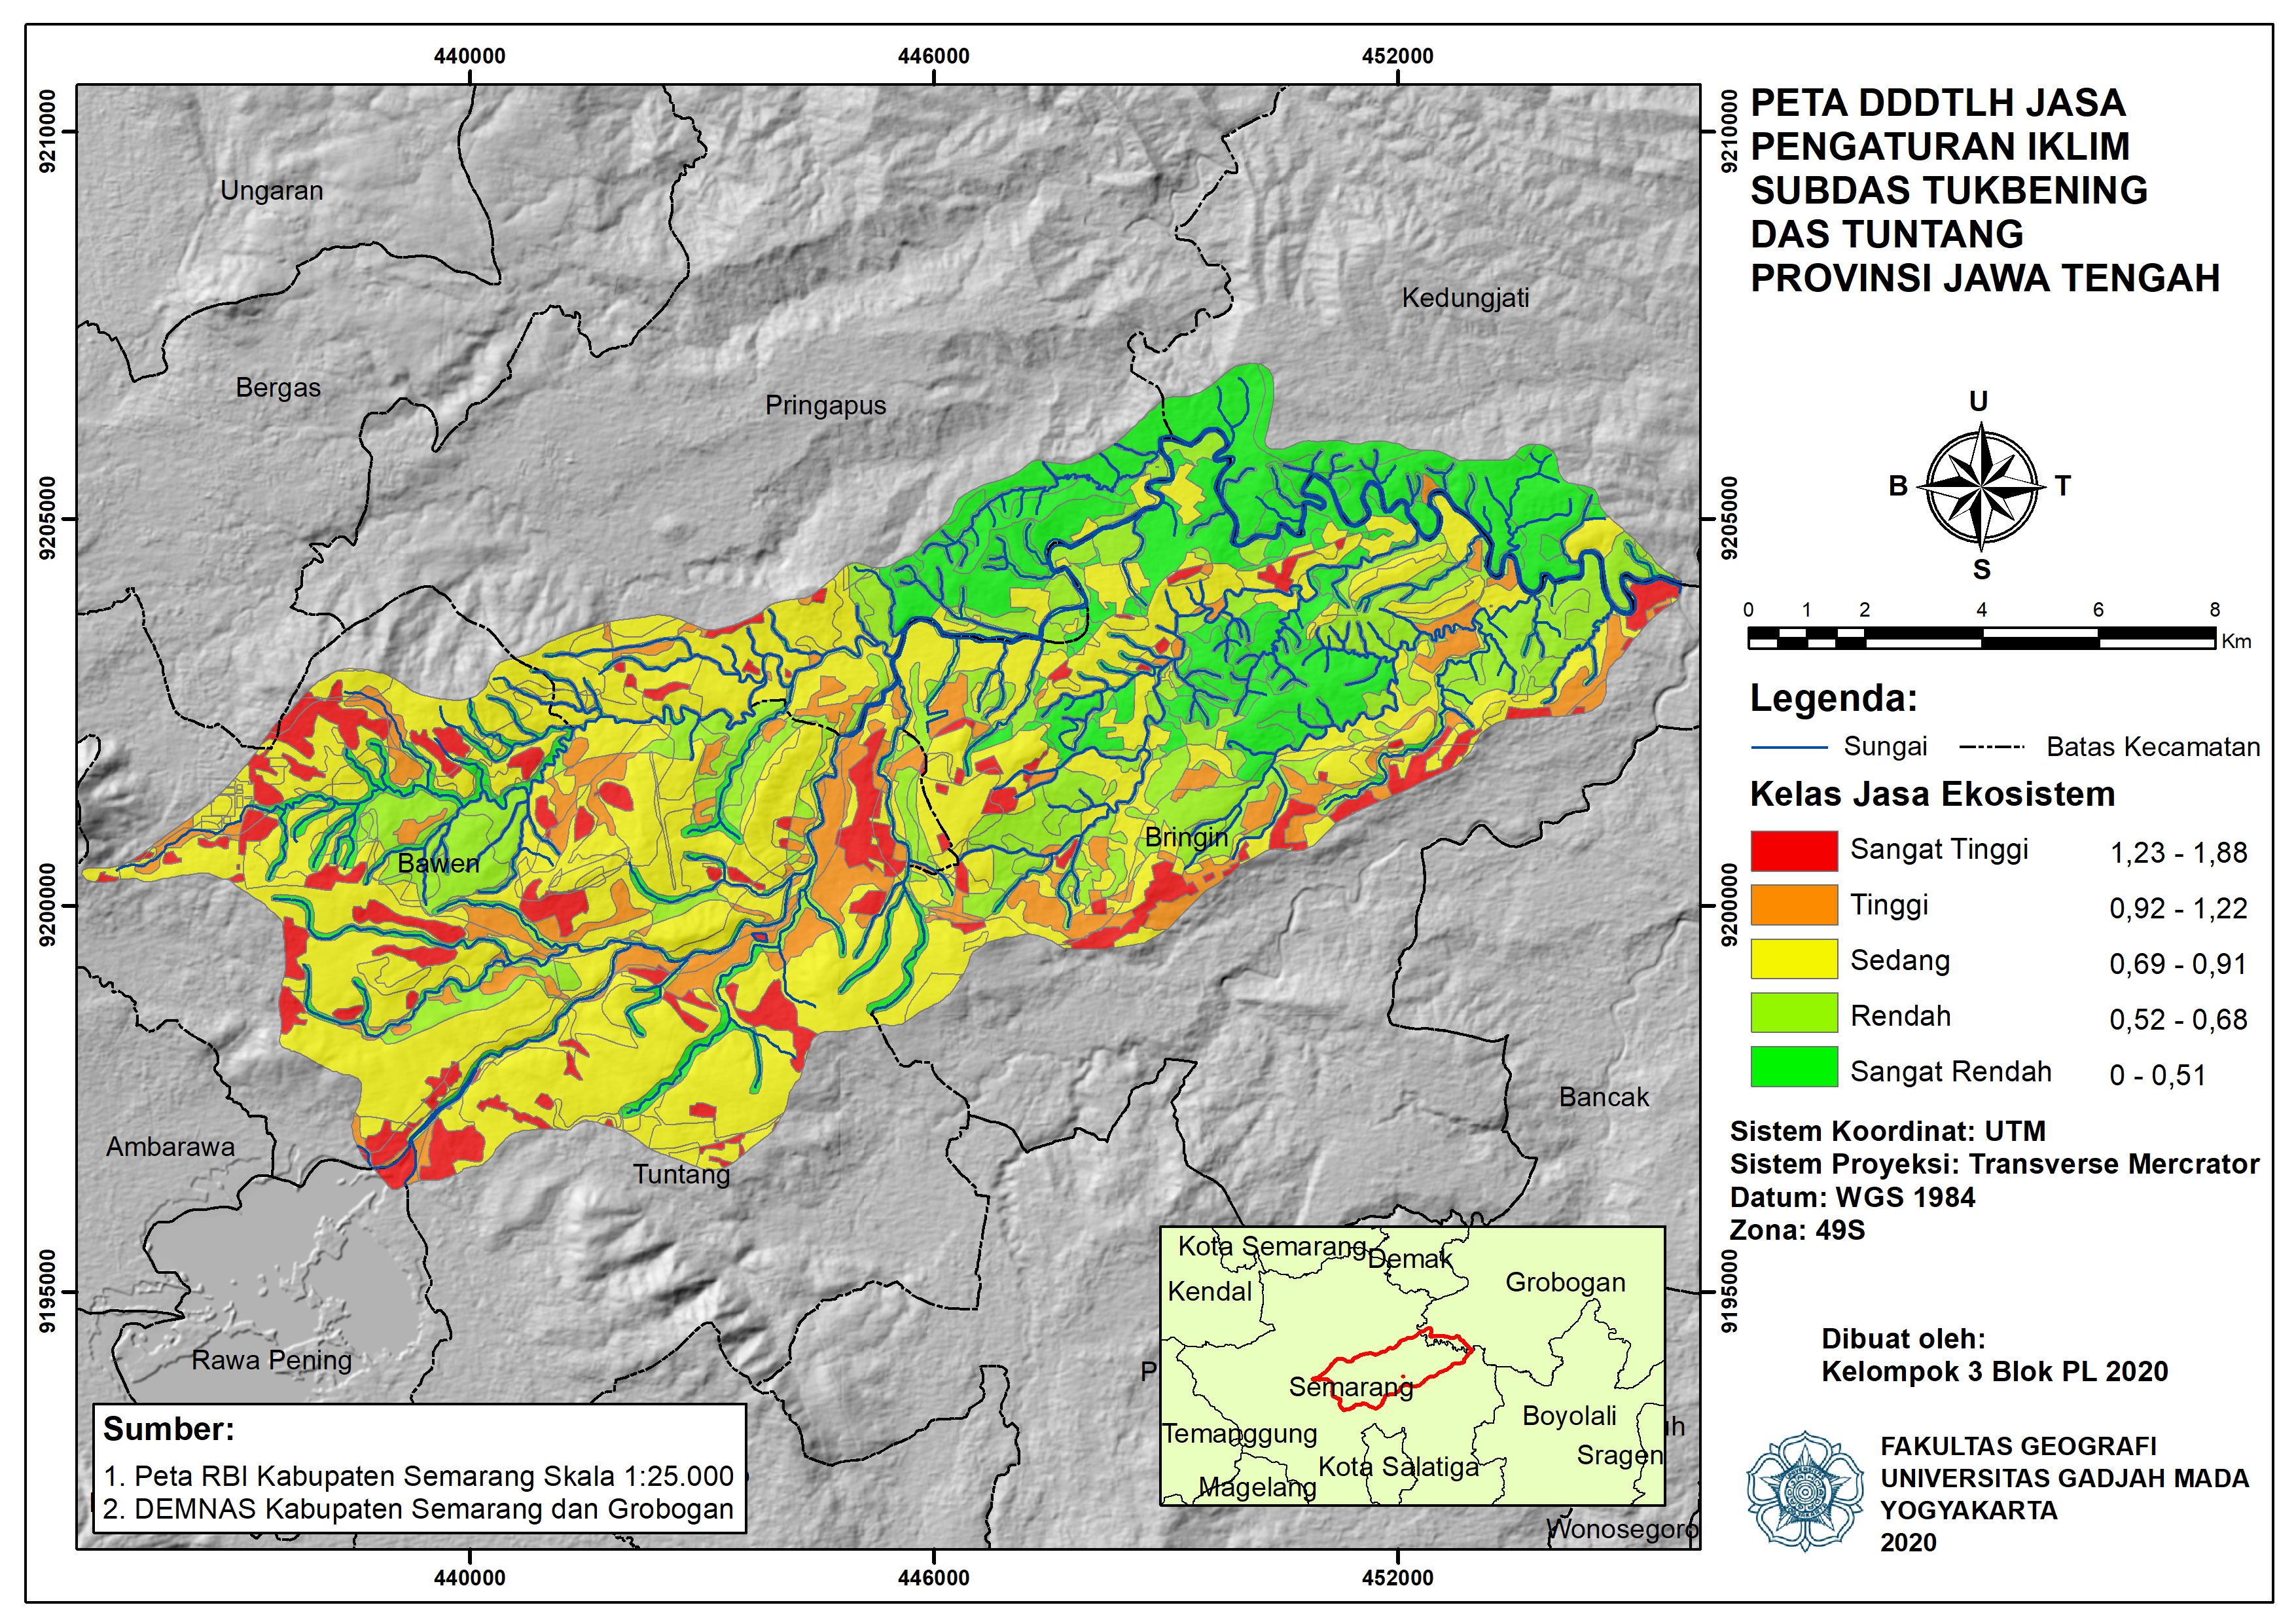 440000
446000
452000
9210000
9205000
9200000
9195000
9210000
9205000
9200000
9195000
440000
446000
452000
Ungaran
Kedungjati
Bergas
Pringapus
Bringin
Bawen
Bancak
Ambarawa
Tuntang
Rawa Pening
P
Wonosegoro
Sumber:
1. Peta RBI Kabupaten Semarang Skala 1:25.000
2. DEMNAS Kabupaten Semarang dan Grobogan
Kota Semarang
Demak
Kendal
Grobogan
Semarang
Boyolali
Temanggung
Sragen
Kota Salatiga
Magelang
PETA DDDTLH JASA
PENGATURAN IKLIM
SUBDAS TUKBENING
DAS TUNTANG
PROVINSI JAWA TENGAH
U
B T
S
0 1 2 4 6 8
Km
Legenda:
Sungai Batas Kecamatan
Kelas Jasa Ekosistem
Sangat Tinggi 1,23 - 1,88
Tinggi 0,92 - 1,22
Sedang 0,69 - 0,91
Rendah 0,52 - 0,68
Sangat Rendah 0 - 0,51
Sistem Koordinat: UTM
Sistem Proyeksi: Transverse Mercrator
Datum: WGS 1984
Zona: 49S
Dibuat oleh:
Kelompok 3 Blok PL 2020
FAKULTAS GEOGRAFI
UNIVERSITAS GADJAH MADA
YOGYAKARTA
2020